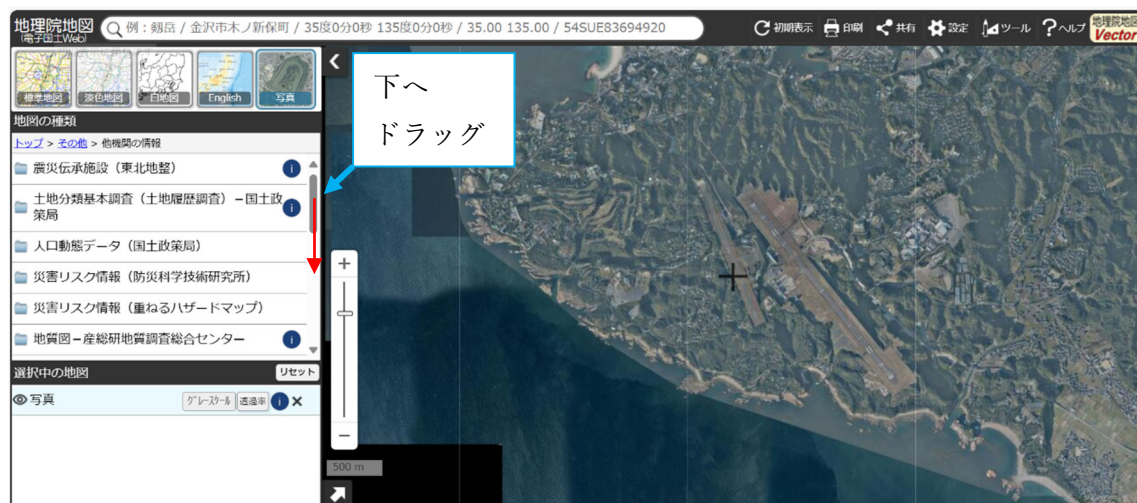 地理院地図
(電子国土Web)
例：剱岳 / 金沢市木ノ新保町 / 35度0分0秒 135度0分0秒 / 35.00 135.00 / 54SUE83694920
初期表示
印刷
共有
設定
ツール
ヘルプ
地理院地図
Vector
標準地図
淡色地図
白地図
English
写真
地図の種類
トップ > その他 > 他機関の情報
震災伝承施設（東北地整）
土地分類基本調査（土地履歴調査）－国土政
策局
人口動態データ（国土政策局）
災害リスク情報（防災科学技術研究所）
災害リスク情報（重ねるハザードマップ）
地質図－産総研地質調査総合センター
選択中の地図
リセット
写真
グレースケール
透過率
下へ
ドラッグ
500 m